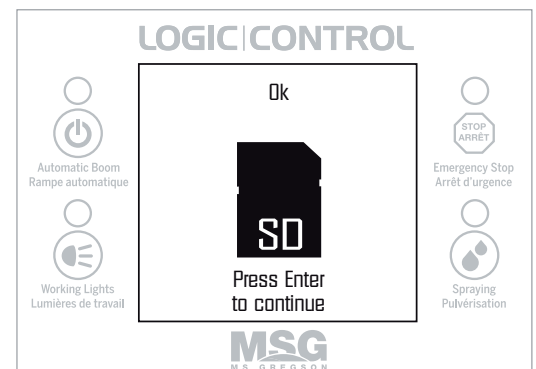 LOGIC|CONTROL
Automatic Boom
Rampe automatique
Working Lights
Lumières de travail
Ok
SD
Press Enter
to continue
STOP
ARRÊT
Emergency Stop
Arrêt d'urgence
Spraying
Pulvérisation
MSG
MS GREGSON